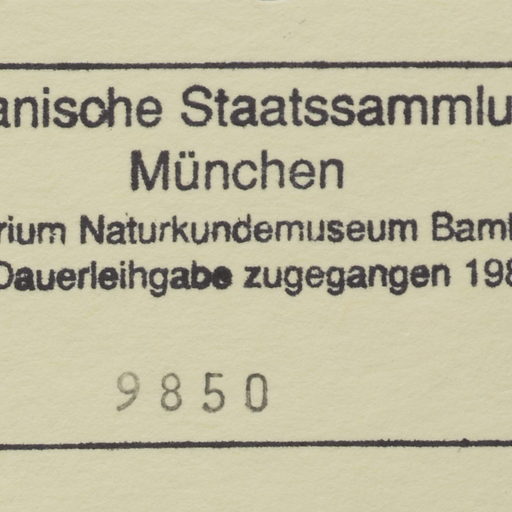 anische Staatssammlu
München
rium Naturkundemuseum Bam
Dauerleihgabe zugegangen 198
9850